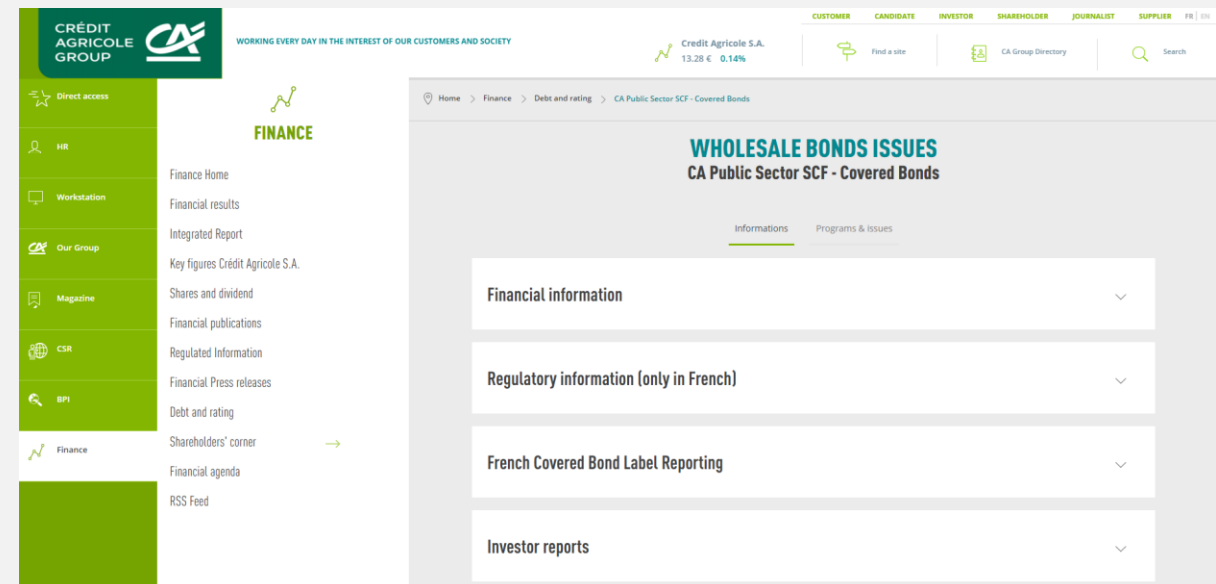 CUSTOMER CANDIDATE INVESTOR SHAREHOLDER JOURNALIST SUPPLIER FR EN
CRÉDIT
AGRICOLE
GROUP
CA
WORKING EVERY DAY IN THE INTEREST OF OUR CUSTOMERS AND SOCIETY
Credit Agricole S.A.
13.28 € 0.14%
Find a site
CA Group Directory
Search
Direct access
HR
Workstation
Our Group
Magazine
CSR
BPI
Finance
FINANCE
Finance Home
Financial results
Integrated Report
Key figures Crédit Agricole S.A.
Shares and dividend
Financial publications
Regulated Information
Financial Press releases
Debt and rating
Shareholders' corner
Financial agenda
RSS Feed
Home > Finance > Debt and rating > CA Public Sector SCF - Covered Bonds
WHOLESALE BONDS ISSUES
CA Public Sector SCF - Covered Bonds
Informations Programs & issues
Financial information
Regulatory information (only in French)
French Covered Bond Label Reporting
Investor reports